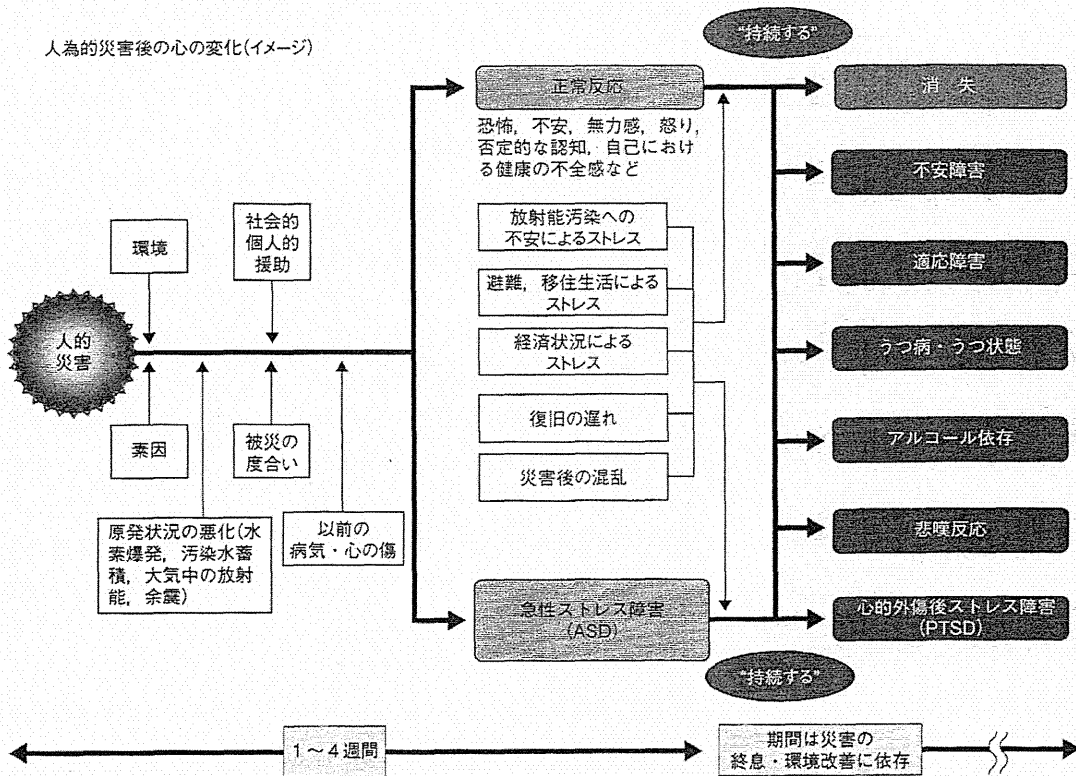 人為的災害後の心の変化(イメージ)
"持続する"
正常反応
恐怖，不安，無力感，怒り，
否定的な認知，自己におけ
る健康の不全感など
消　失
不安障害
適応障害
うつ病・うつ状態
アルコール依存
悲嘆反応
心的外傷後ストレス障害
(PTSD)
環境
社会的
個人的
援助
人的
災害
素因
被災の
度合い
原発状況の悪化(水
素爆発，汚染水蓄
積，大気中の放射
能，余震)
以前の
病気・心の傷
放射能汚染への
不安によるストレス
避難，移住生活による
ストレス
経済状況による
ストレス
復旧の遅れ
災害後の混乱
急性ストレス障害
(ASD)
"持続する"
1～4週間
期間は災害の
終息・環境改善に依存